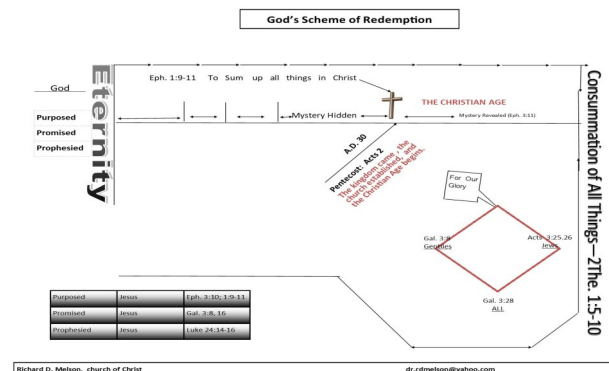 God's Scheme of Redemption
Eternity
God
Purposed
Promised
Prophesied
Eph. 1:9-11 To Sum up all things in Christ
Mystery Hidden
THE CHRISTIAN AGE
Mystery Revealed (Eph. 3:11)
A.D. 30
Pentecost: Acts 2
The kingdom came, the
church established, and
the Christian Age begins.
For Our
Glory
Gal. 3:8
Gentiles
Acts 3:25.26
Jews
Gal. 3:28
ALL
Consummation of All Things—2The. 1:5-10
Purposed Jesus Eph. 3:10; 1:9-11
Promised Jesus Gal. 3:8, 16
Prophesied Jesus Luke 24:14-16
Richard D. Melson, church of Christ dr.rdmelson@yahoo.com